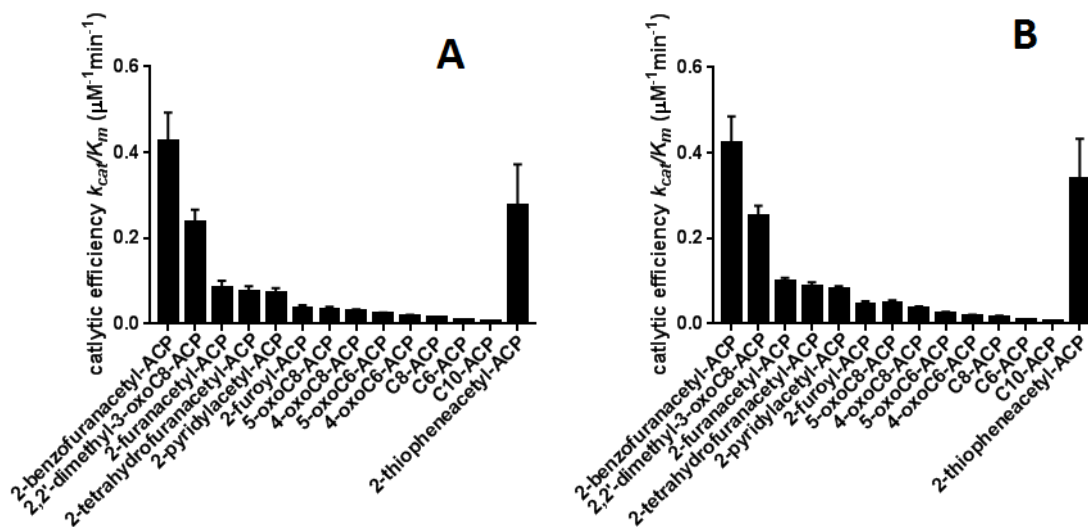 A
catlytic efficiency kcat/Km (µM-1min-1)
0.6
0.4
0.2
0.0
2-benzofuranacetyl-ACP
2,2'-dimethyl-3-oxoC8-ACP
2-furanacetyl-ACP
2-tetrahydrofuranacetyl-ACP
2-pyridylacetyl-ACP
2-furoyl-ACP
5-oxoC8-ACP
4-oxoC8-ACP
5-oxoC6-ACP
4-oxoC6-ACP
C8-ACP
C6-ACP
C10-ACP
2-thiopheneacetyl-ACP
B
catlytic efficiency kcat/Km (µM-1min-1)
0.6
0.4
0.2
0.0
2-benzofuranacetyl-ACP
2,2'-dimethyl-3-oxoC8-ACP
2-furanacetyl-ACP
2-tetrahydrofuranacetyl-ACP
2-pyridylacetyl-ACP
2-furoyl-ACP
5-oxoC8-ACP
4-oxoC8-ACP
5-oxoC6-ACP
4-oxoC6-ACP
C8-ACP
C6-ACP
C10-ACP
2-thiopheneacetyl-ACP